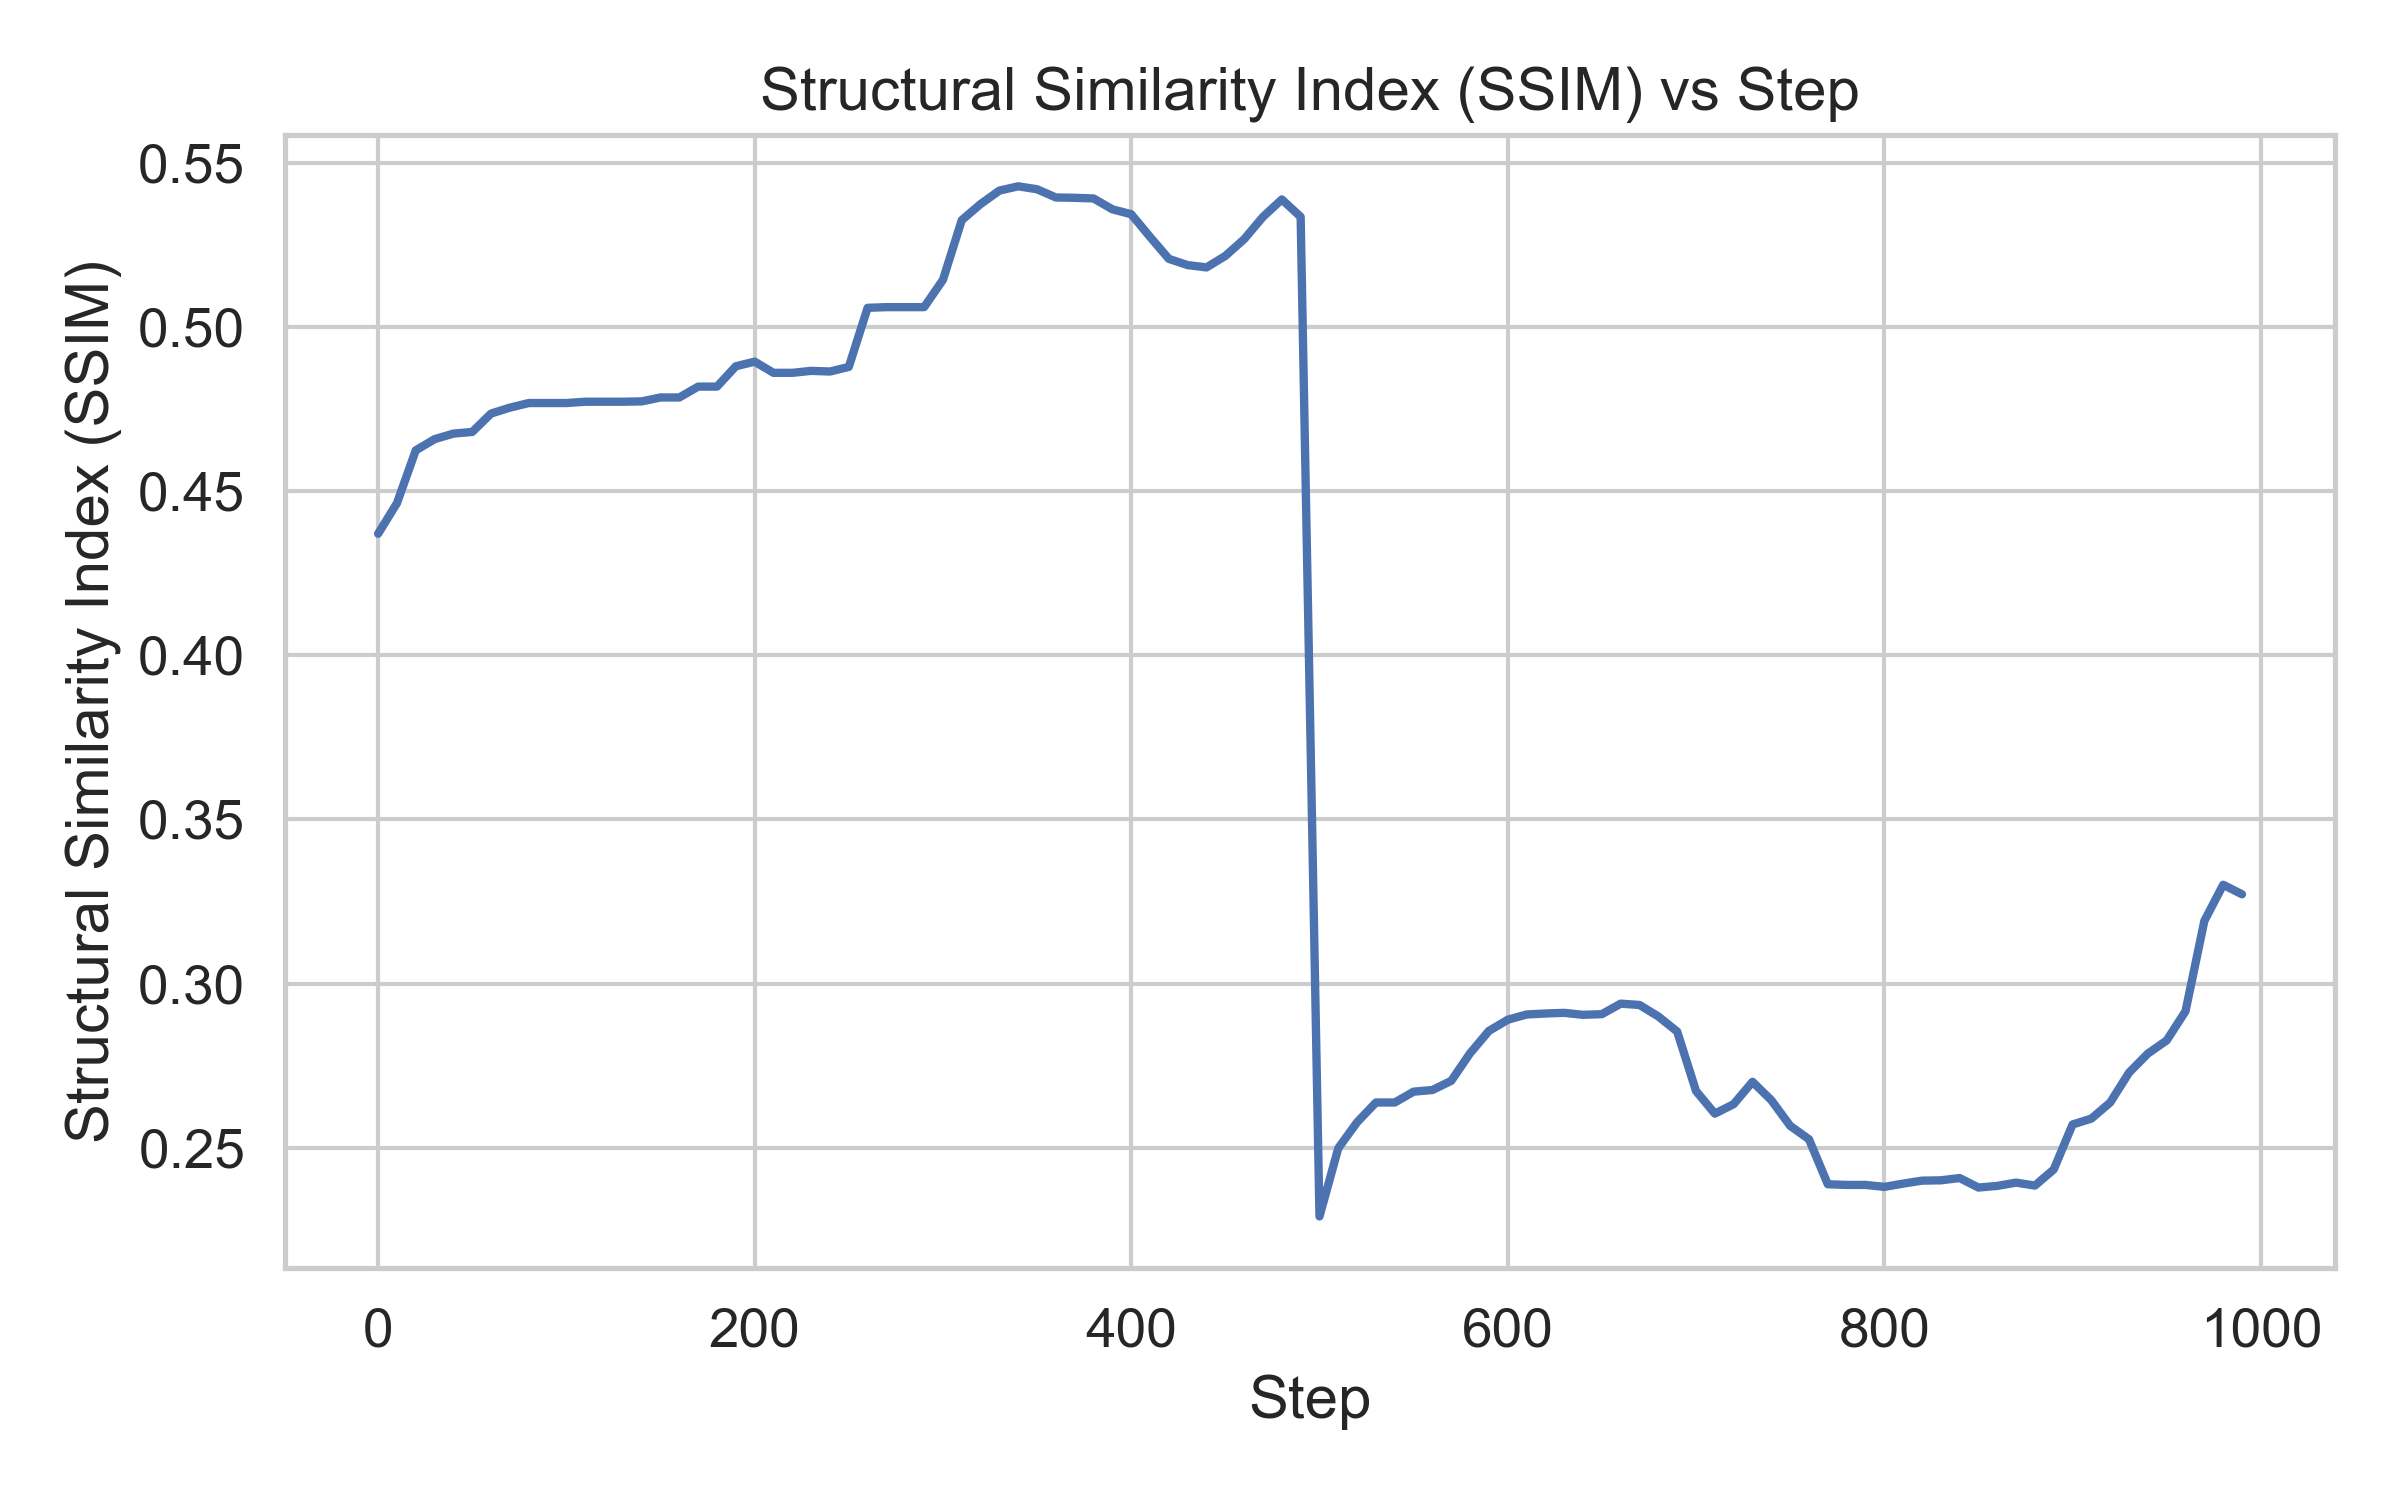 Structural Similarity Index (SSIM) vs Step
Structural Similarity Index (SSIM)
0.55
0.50
0.45
0.40
0.35
0.30
0.25
0 200 400 600 800 1000
Step